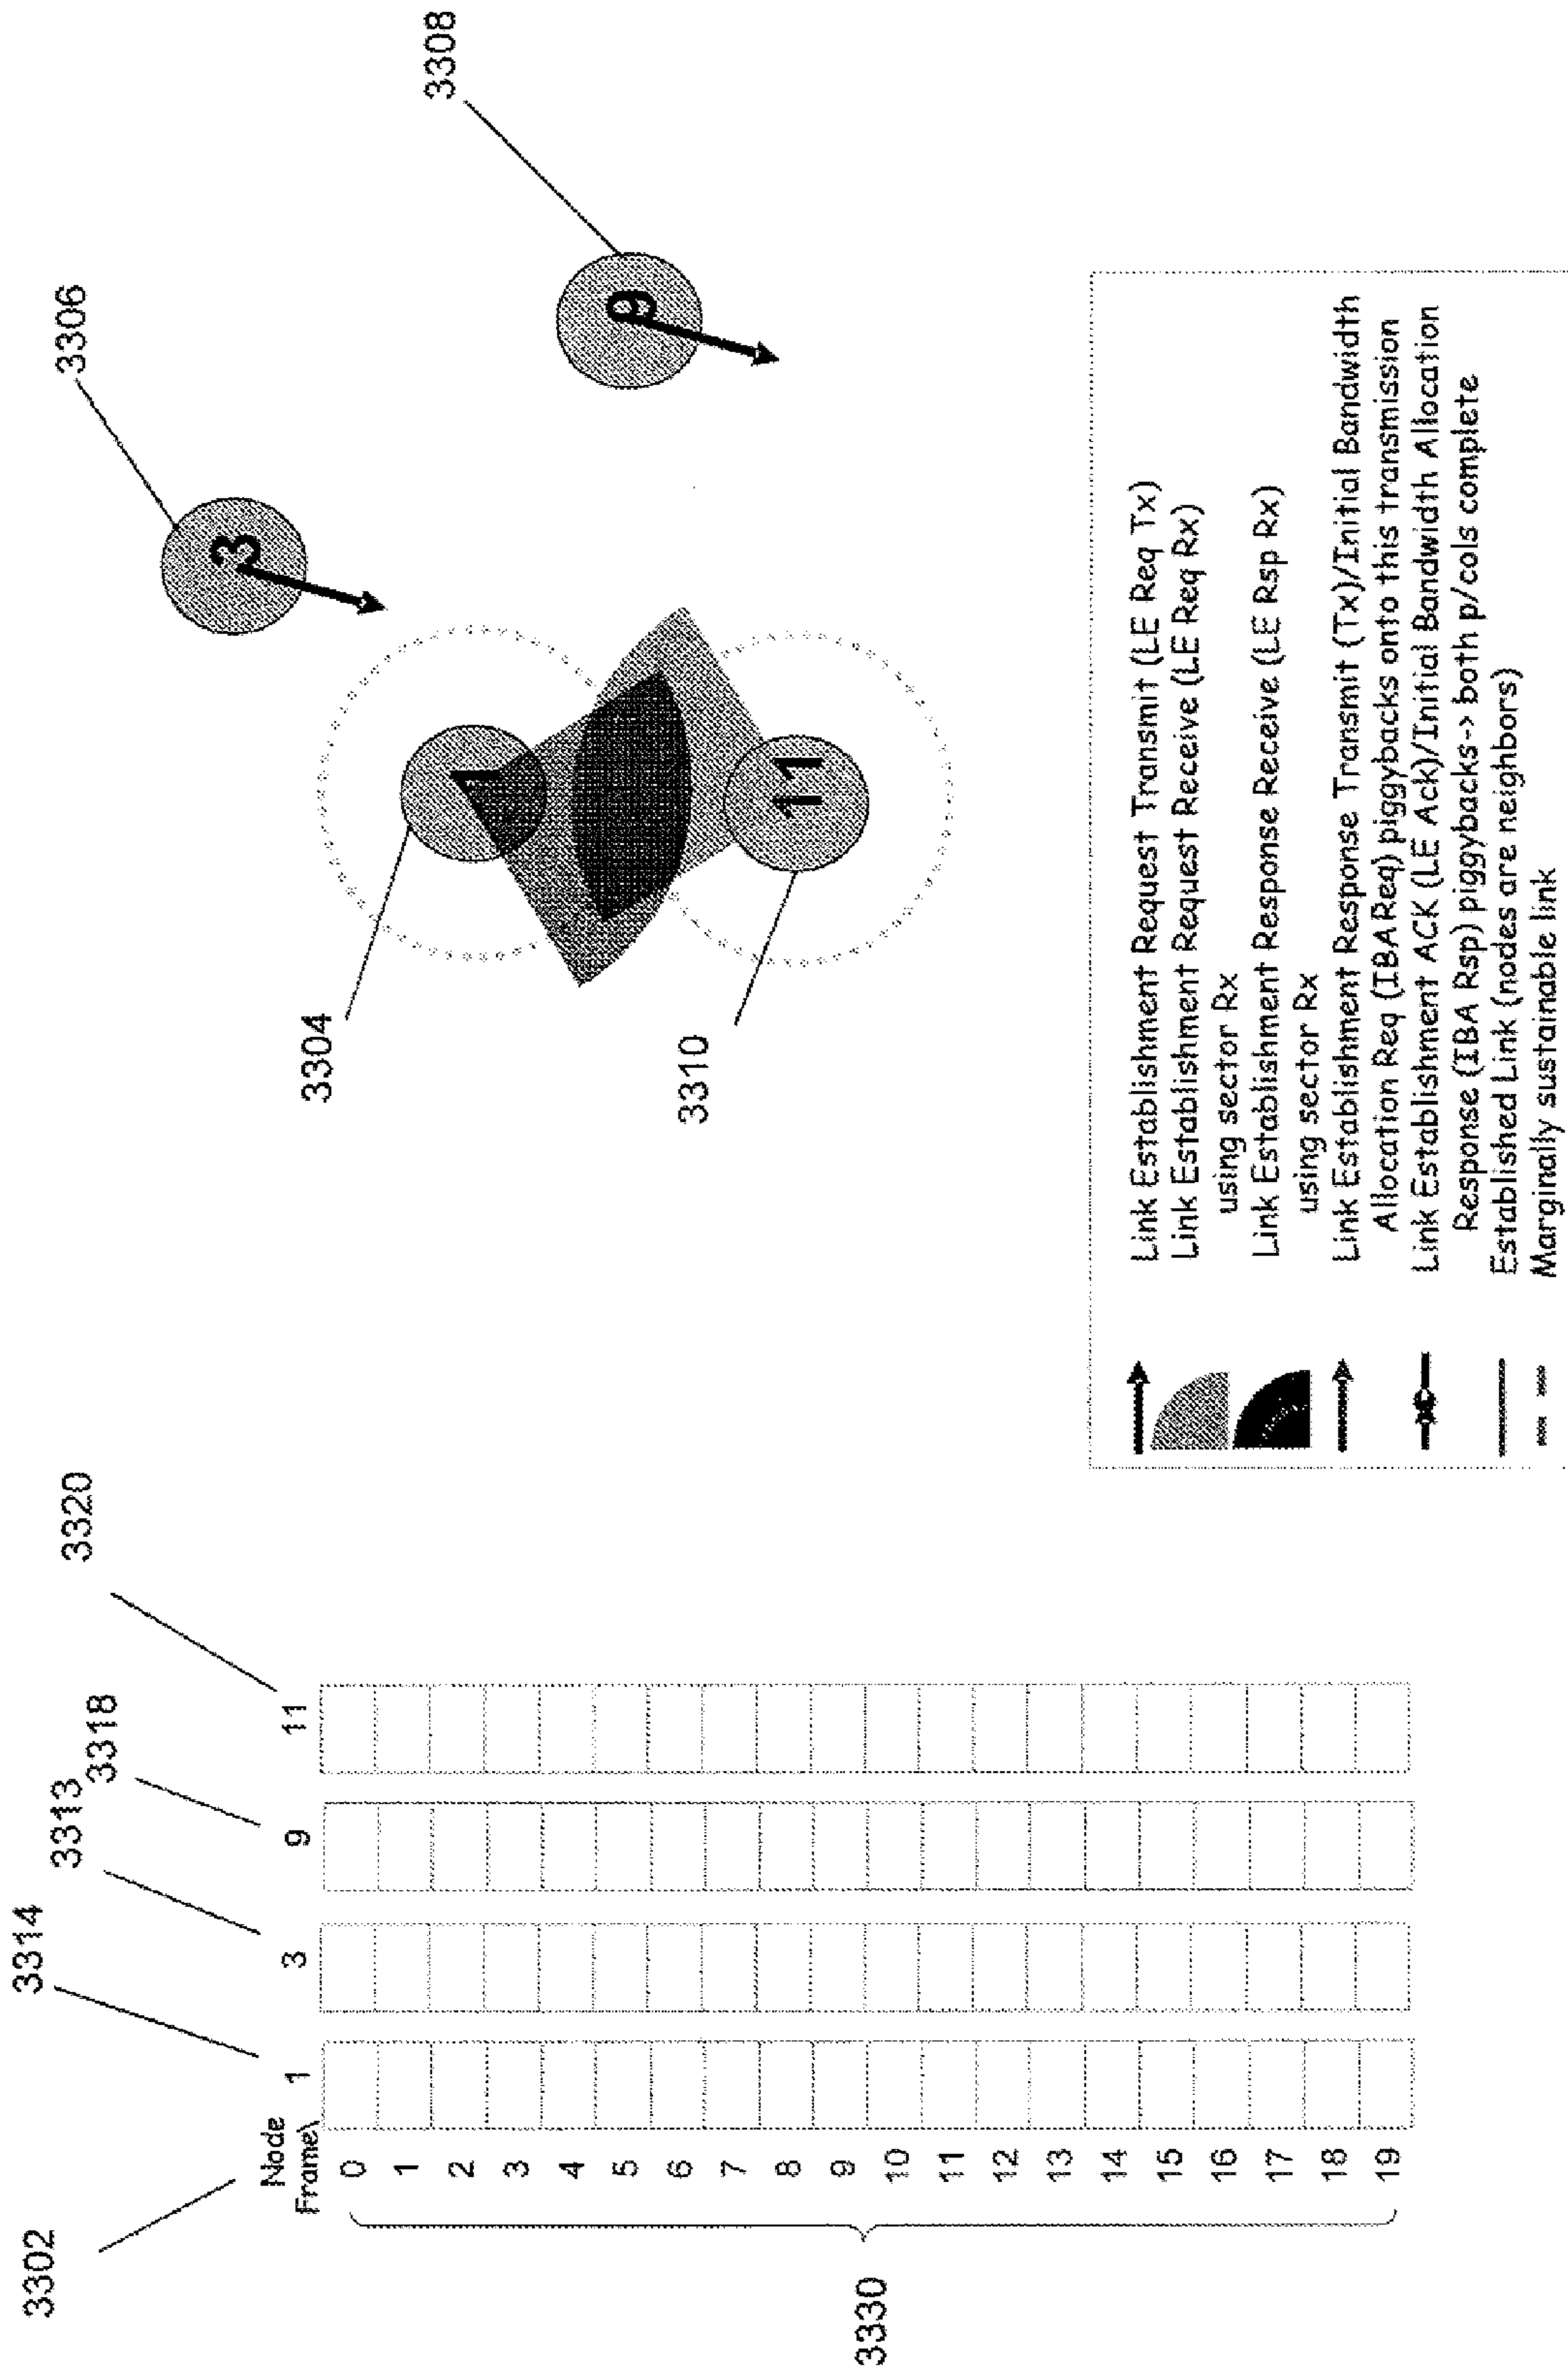 3302
3314
3313
3318
3320
Node
Frame\
1
3
9
11
0
1
2
3
4
5
6
7
8
9
10
11
12
13
14
15
16
17
18
19
3330
3304
3306
3308
3310
1
3
9
11
Link Establishment Request Transmit (LE Req Tx)
Link Establishment Request Receive (LE Req Rx)
using sector Rx
Link Establishment Response Receive (LE Rsp Rx)
using sector Rx
Link Establishment Response Transmit (Tx)/Initial Bandwidth
Allocation Req (IBA Req) piggybacks onto this transmission
Link Establishment ACK (LE Ack)/Initial Bandwidth Allocation
Response (IBA Rsp) piggybacks-> both p/cols complete
Established Link (nodes are neighbors)
Marginally sustainable link